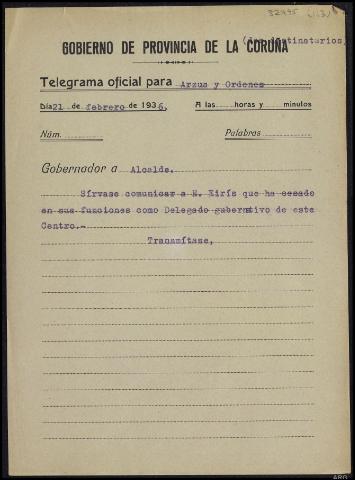 32495
(dos destinatarios)
GOBIERNO DE PROVINCIA DE LA CORUÑA
Telegrama oficial para Arzua y Ordenes
Día 21 de febrero de 1936. A las horas y minutos
Núm. Palabras
Gobernador a Alcalde.
Sírvase comunicar a N. Eirís que ha cesado
en sus funciones como Delegado gubernativo de este
Centro.-
Transmítase,
ARG